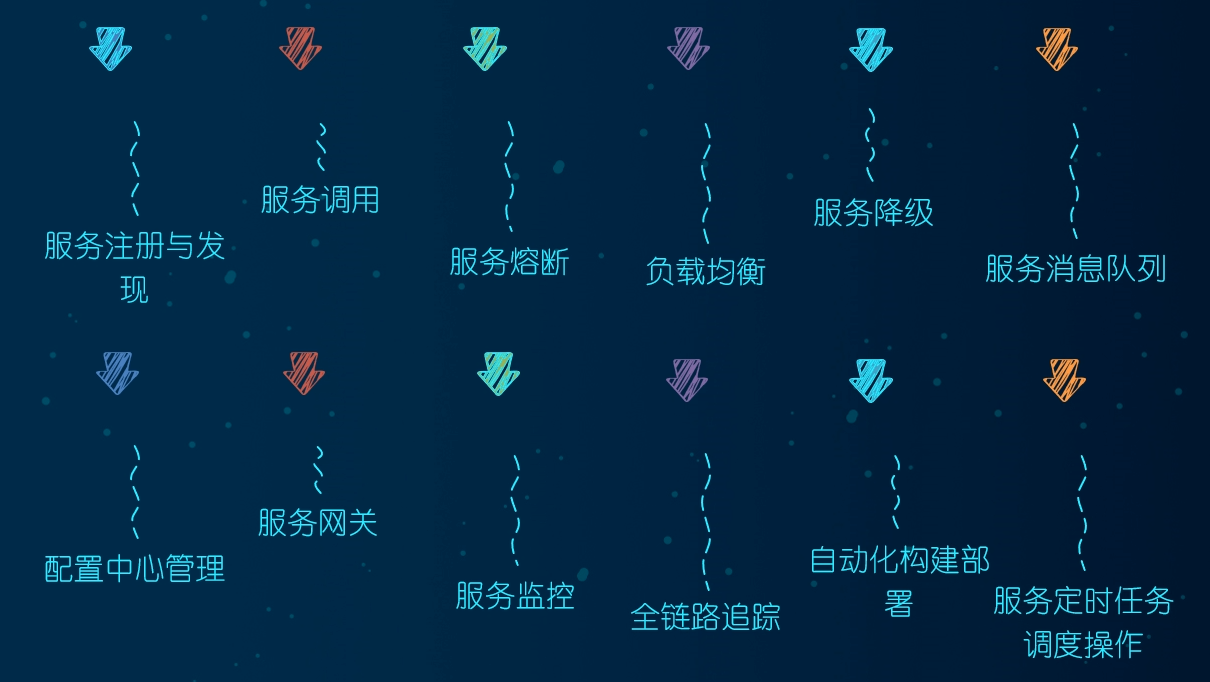 服务注册与发
现
服务调用
服务熔断
负载均衡
服务降级
服务消息队列
配置中心管理
服务网关
服务监控
全链路追踪
自动化构建部
署
服务定时任务
调度操作